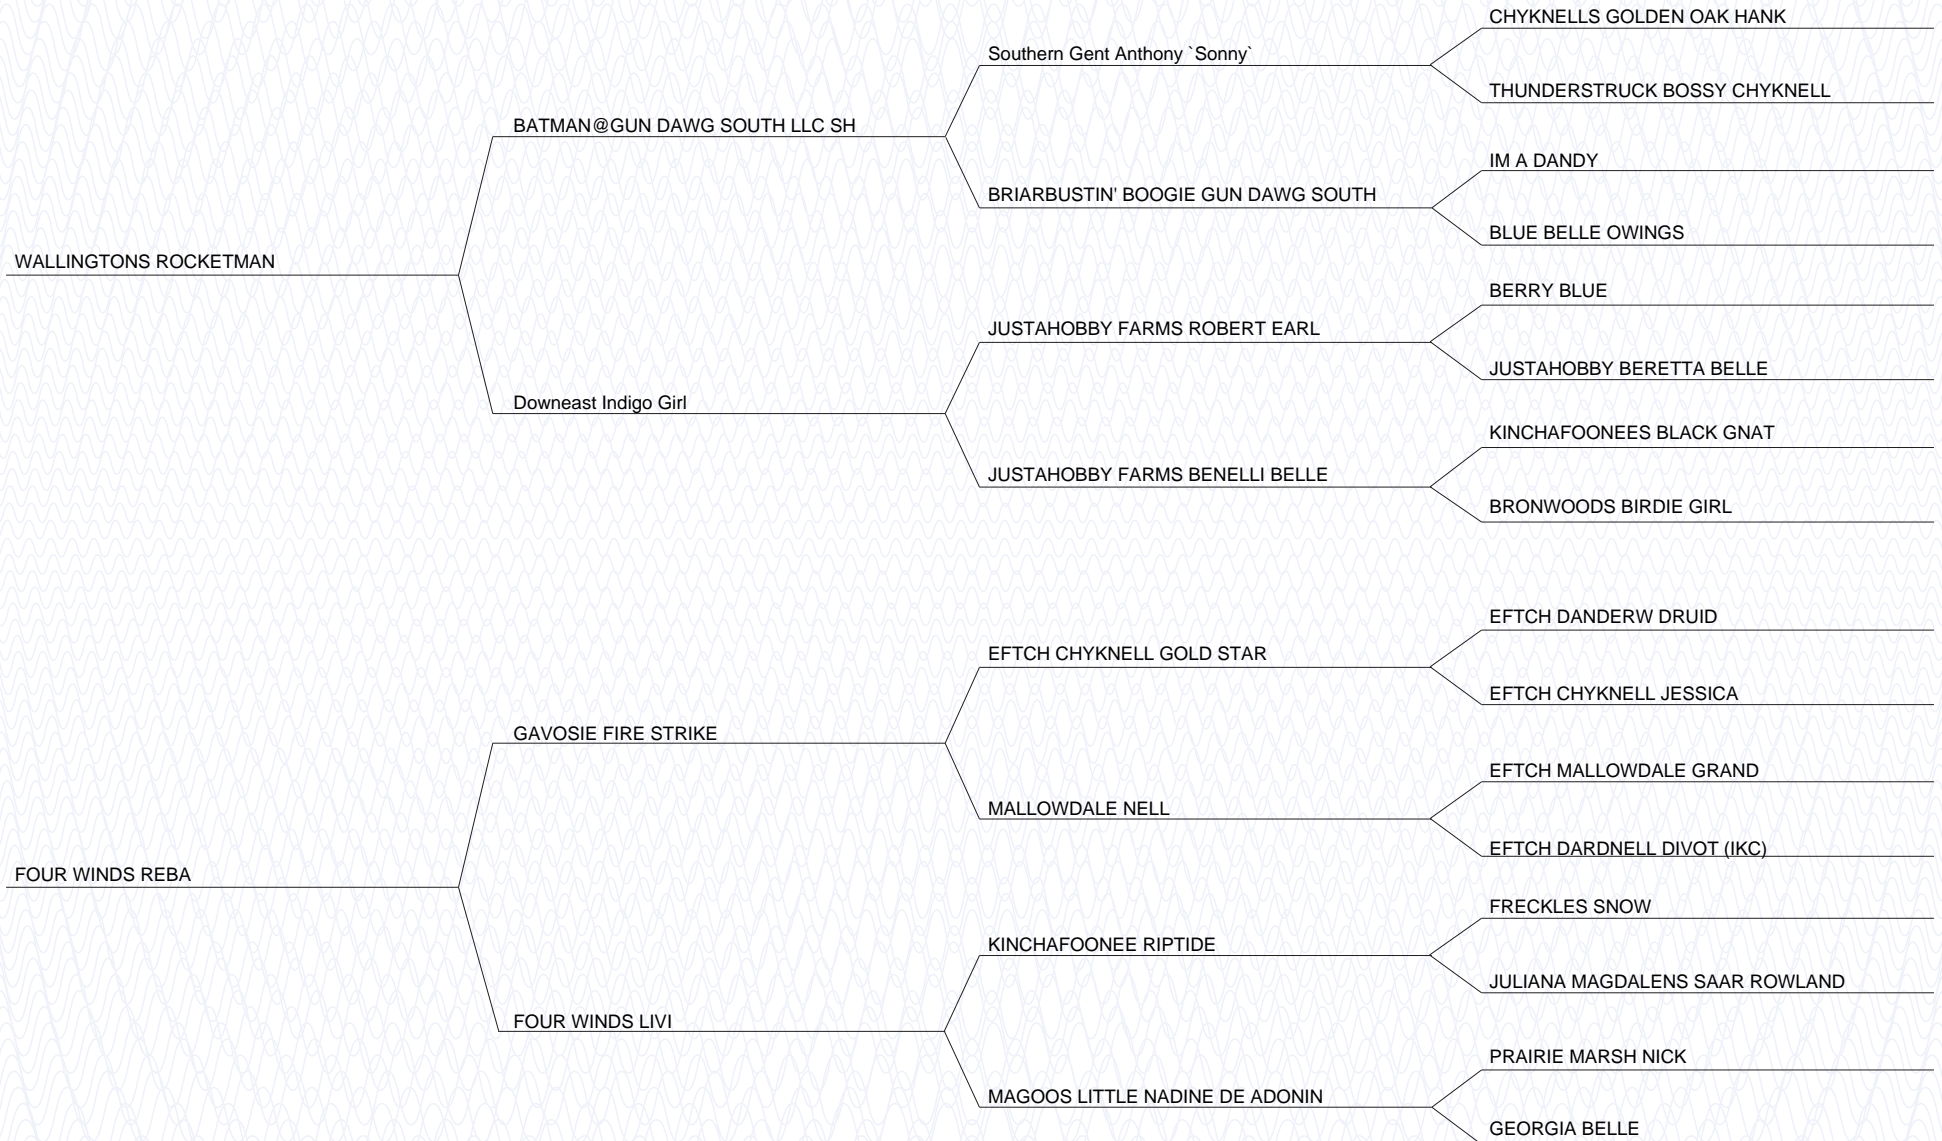 CHYKNELLS GOLDEN OAK HANK
Southern Gent Anthony `Sonny`
THUNDERSTRUCK BOSSY CHYKNELL
BATMAN@GUN DAWG SOUTH LLC SH
IM A DANDY
BRIARBUSTIN' BOOGIE GUN DAWG SOUTH
BLUE BELLE OWINGS
WALLINGTONS ROCKETMAN
BERRY BLUE
JUSTAHOBBY FARMS ROBERT EARL
JUSTAHOBBY BERETTA BELLE
Downeast Indigo Girl
KINCHAFOONEES BLACK GNAT
JUSTAHOBBY FARMS BENELLI BELLE
BRONWOODS BIRDIE GIRL
EFTCH DANDERW DRUID
EFTCH CHYKNELL GOLD STAR
EFTCH CHYKNELL JESSICA
GAVOSIE FIRE STRIKE
EFTCH MALLOWDALE GRAND
MALLOWDALE NELL
EFTCH DARDNELL DIVOT (IKC)
FOUR WINDS REBA
FRECKLES SNOW
KINCHAFOONEE RIPTIDE
JULIANA MAGDALENS SAAR ROWLAND
FOUR WINDS LIVI
PRAIRIE MARSH NICK
MAGOOS LITTLE NADINE DE ADONIN
GEORGIA BELLE